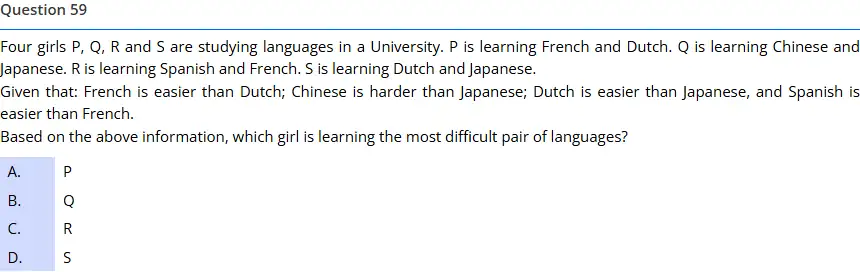 Question 59
Four girls P, Q, R and S are studying languages in a University. P is learning French and Dutch. Q is learning Chinese and
Japanese. R is learning Spanish and French. S is learning Dutch and Japanese.
Given that: French is easier than Dutch; Chinese is harder than Japanese; Dutch is easier than Japanese, and Spanish is
easier than French.
Based on the above information, which girl is learning the most difficult pair of languages?
A. P
B. Q
C. R
D. S